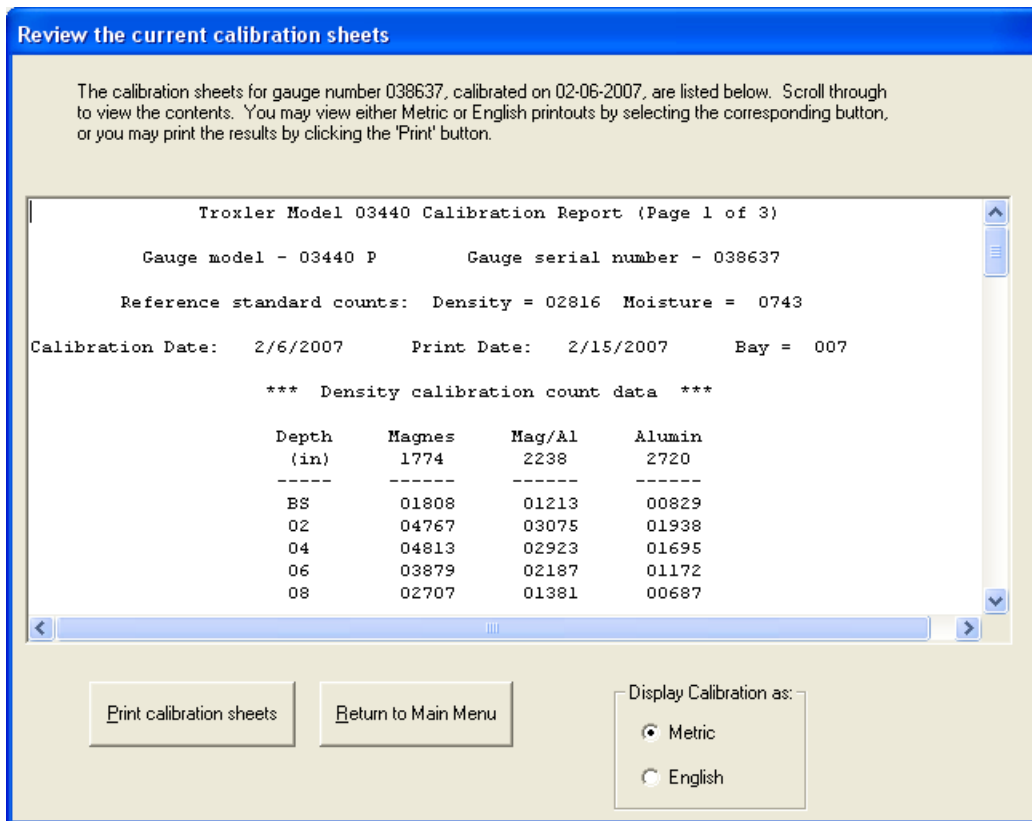 Review the current calibration sheets
The calibration sheets for gauge number 038637, calibrated on 02-06-2007, are listed below. Scroll through
to view the contents. You may view either Metric or English printouts by selecting the corresponding button,
or you may print the results by clicking the 'Print' button.
Troxler Model 03440 Calibration Report (Page 1 of 3)
Gauge model - 03440 P Gauge serial number - 038637
Reference standard counts: Density = 02816 Moisture = 0743
Calibration Date: 2/6/2007 Print Date: 2/15/2007 Bay = 007
*** Density calibration count data ***
Depth Magnes Mag/Al Alumin
(in) 1774 2238 2720
----- ------ ------ ------
BS 01808 01213 00829
02 04767 03075 01938
04 04813 02923 01695
06 03879 02187 01172
08 02707 01381 00687
Print calibration sheets
Return to Main Menu
Display Calibration as:
Metric
English